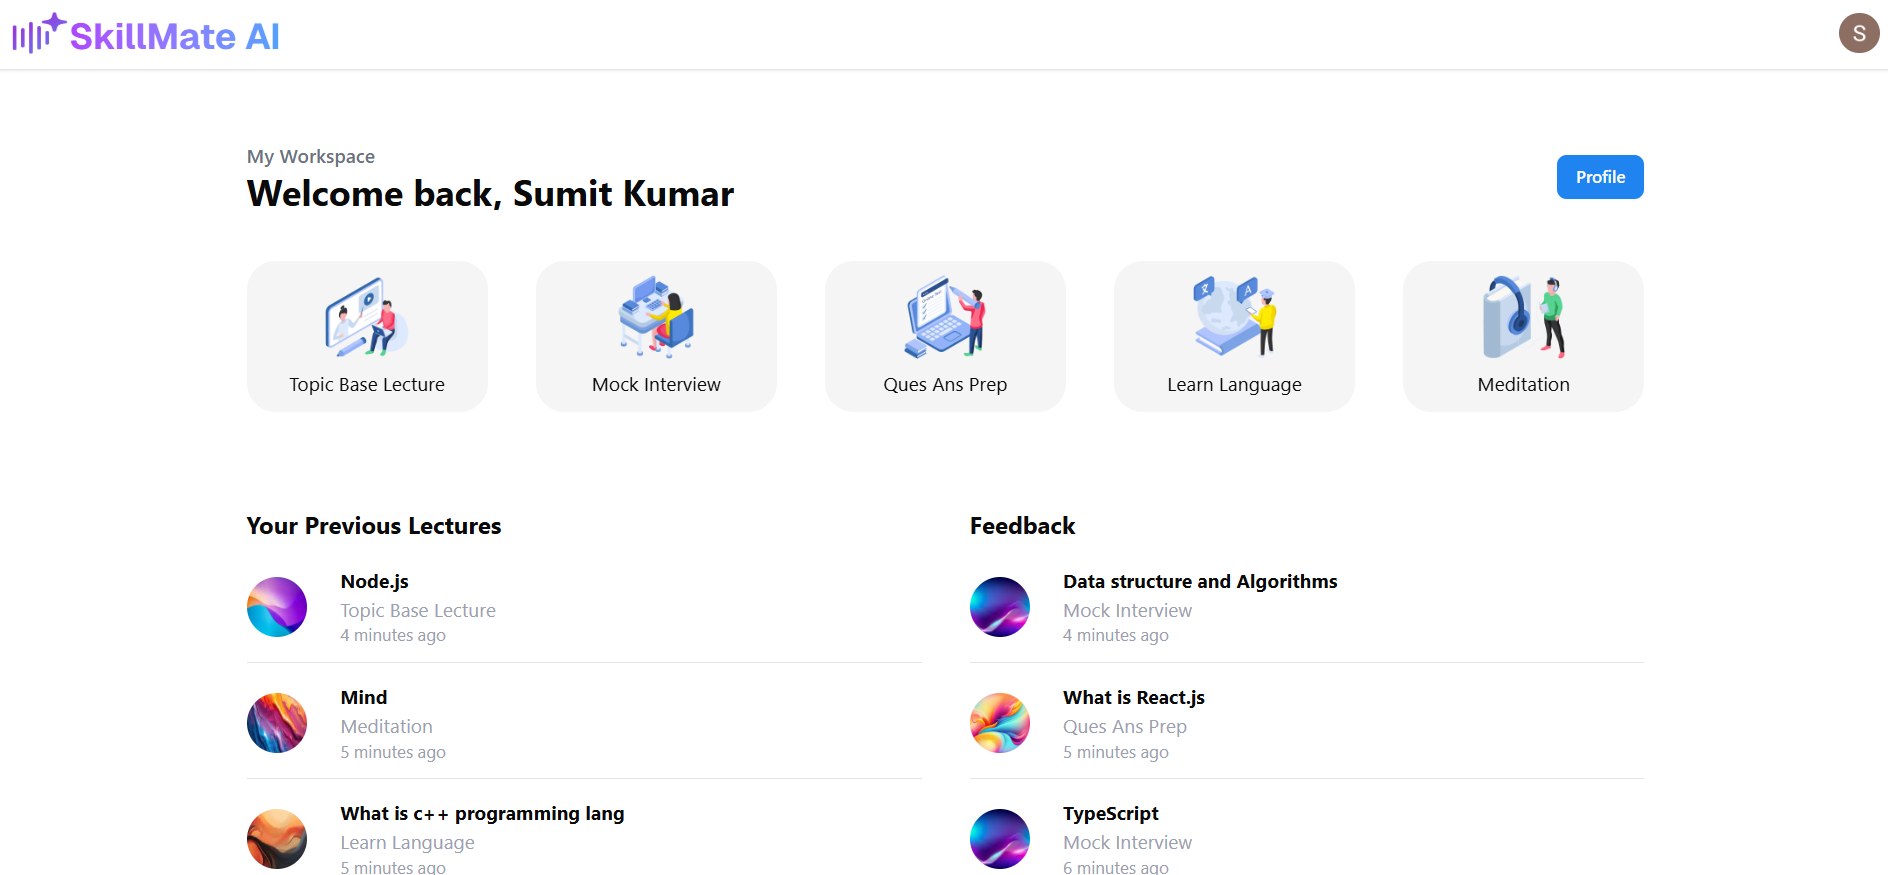 SkillMate AI
S
My Workspace
Welcome back, Sumit Kumar
Profile
Topic Base Lecture
Mock Interview
Ques Ans Prep
Learn Language
Meditation
Your Previous Lectures
Node.js
Topic Base Lecture
4 minutes ago
Mind
Meditation
5 minutes ago
What is c++ programming lang
Learn Language
5 minutes ago
Feedback
Data structure and Algorithms
Mock Interview
4 minutes ago
What is React.js
Ques Ans Prep
5 minutes ago
TypeScript
Mock Interview
6 minutes ago